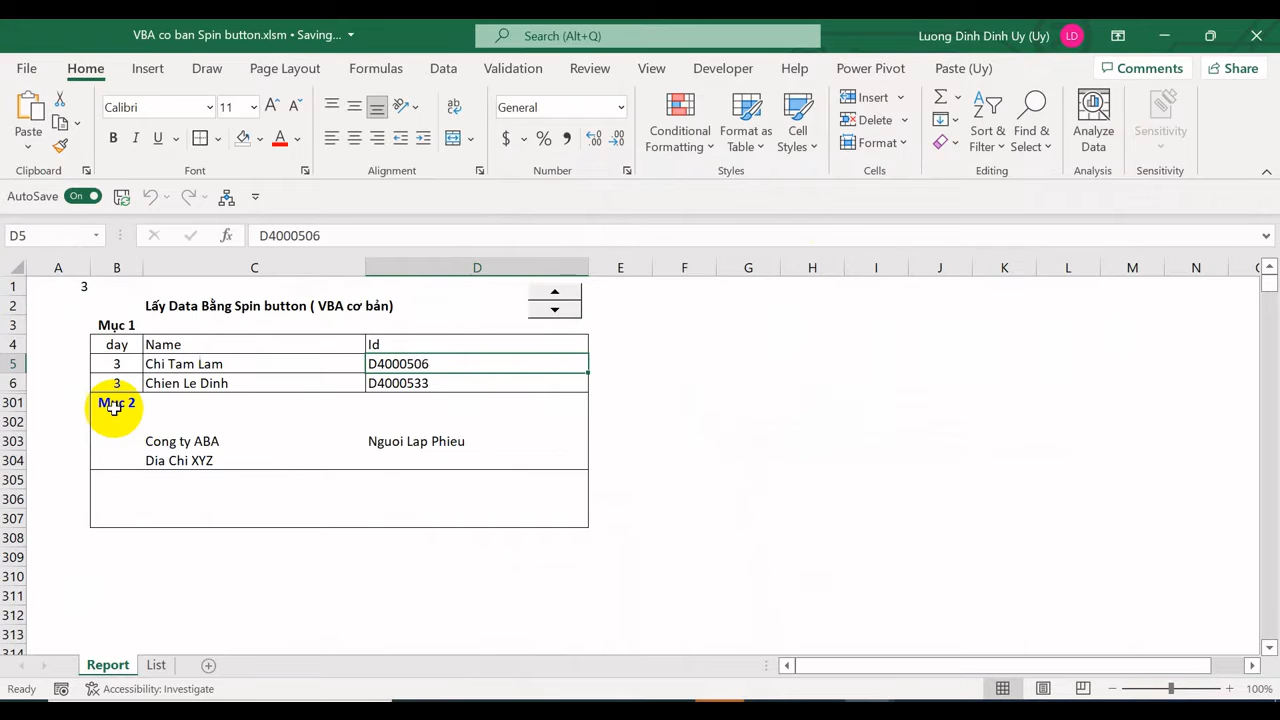 VBA co ban Spin button.xlsm • Saving...
Search (Alt+Q)
Luong Dinh Dinh Uy (Uy) LD
File Home Insert Draw Page Layout Formulas Data Validation Review View Developer Help Power Pivot Paste (Uy) Comments Share
Paste Calibri 11 General Conditional Formatting Format as Table Cell Styles Insert Delete Format Sort & Filter Find & Select Analyze Data Sensitivity
Clipboard Font Alignment Number Styles Cells Editing Analysis Sensitivity
AutoSave On
D5 fx D4000506
A B C D E F G H I J K L M N
1 3
2 Lấy Data Bằng Spin button ( VBA cơ bản)
3 Mục 1
4 day Name Id
5 3 Chi Tam Lam D4000506
6 3 Chien Le Dinh D4000533
301 Mục 2
302
303 Cong ty ABA Nguoi Lap Phieu
304 Dia Chi XYZ
305
306
307
308
309
310
311
312
313
Report List
Ready Accessibility: Investigate 100%